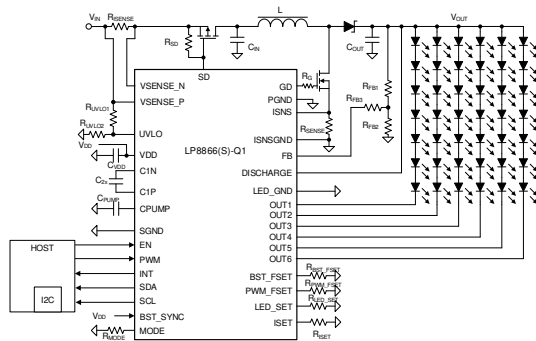 VIN
RISENSE
L
VOUT
RSD
CIN
COUT
SD
RG
RFB1
RFB3
RFB2
VSENSE_N
VSENSE_P
RUVLO1
RUVLO2
UVLO
VDD
VDD
CVDD
C1N
C2x
C1P
CPUMP
CPUMP
SGND
LP8866(S)-Q1
GD
PGND
ISNS
RSENSE
ISNSGND
FB
DISCHARGE
LED_GND
OUT1
OUT2
OUT3
OUT4
OUT5
OUT6
HOST
I2C
EN
PWM
INT
SDA
SCL
VDD
BST_SYNC
RMODE
MODE
BST_FSET
RBST_FSET
PWM_FSET
RPWM_FSET
LED_SET
RLED_SET
ISET
RISET